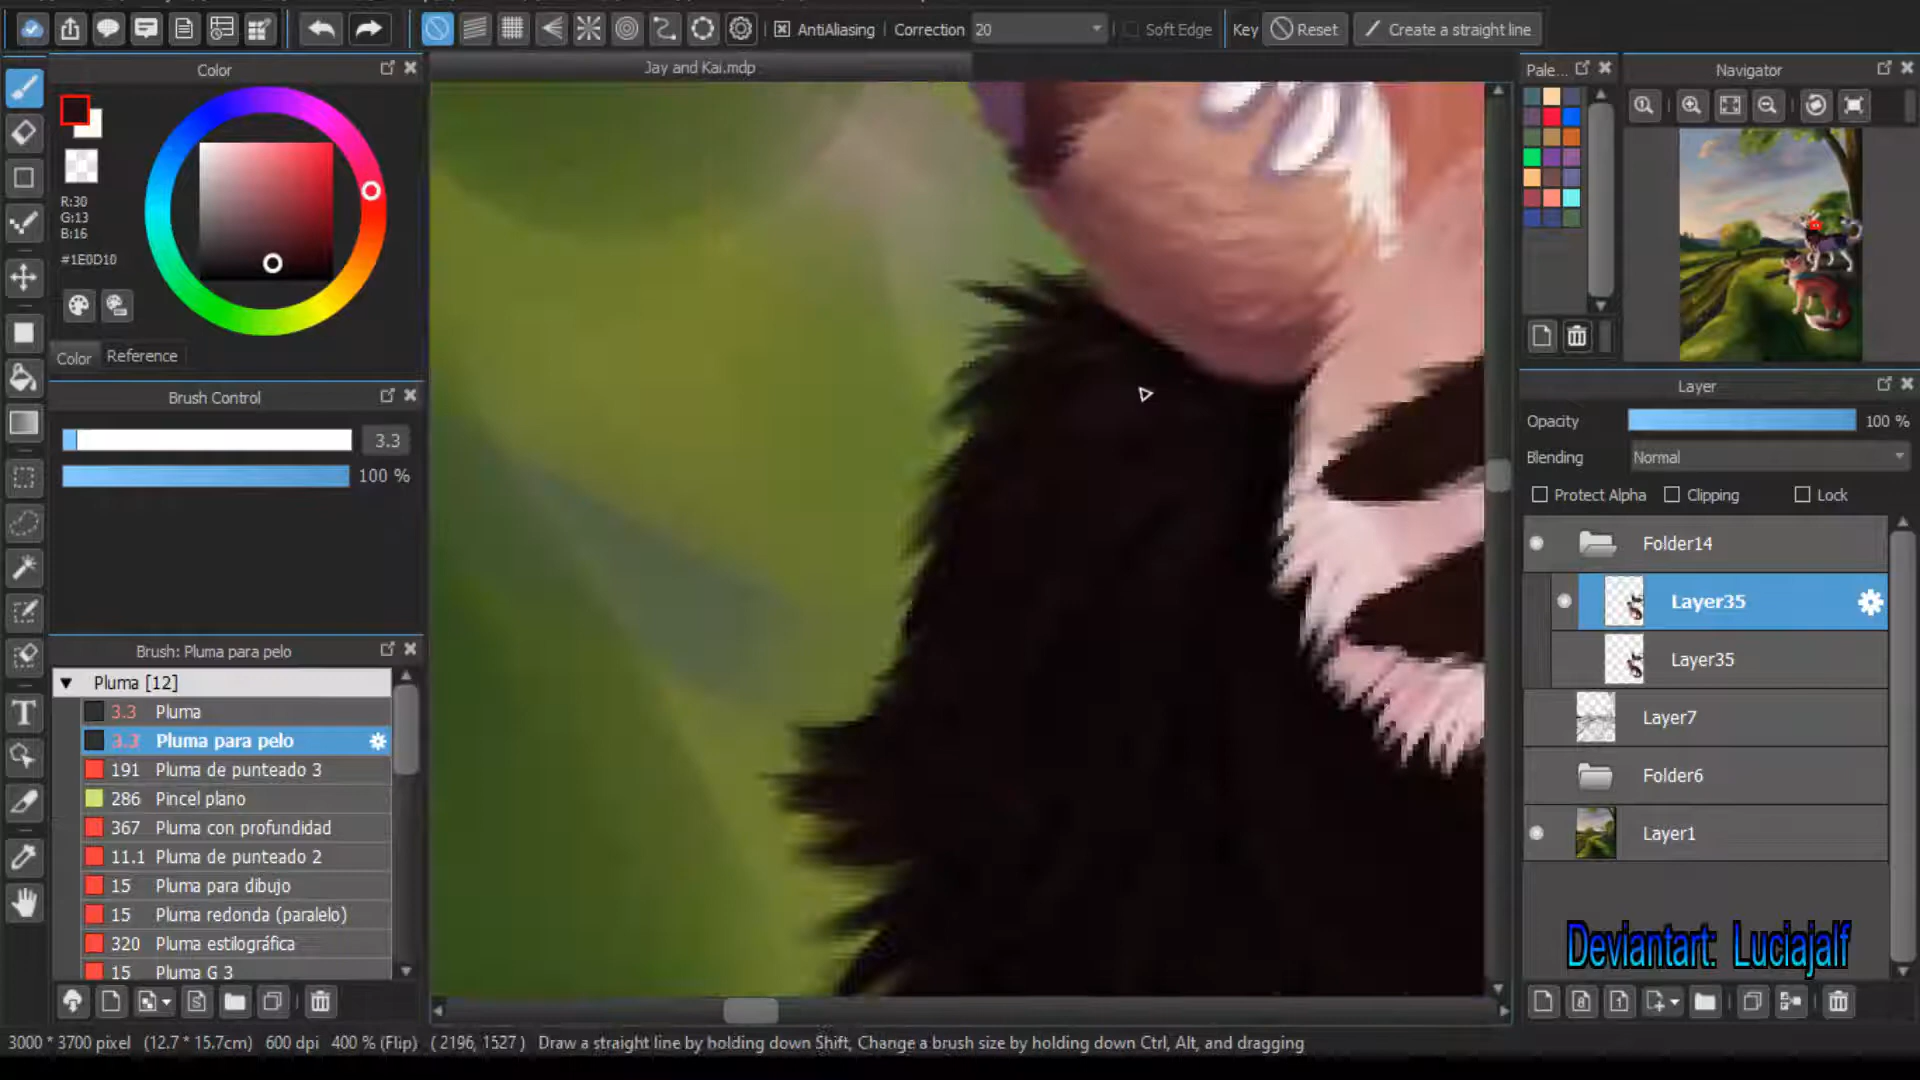 AntiAliasing
Correction 20
Soft Edge
Key Reset
Create a straight line
Color
Jay and Kai.mdp
Pale...
Navigator
R:30
G:13
B:16
#1E0D10
Color Reference
Brush Control
3.3
100 %
Brush: Pluma para pelo
Pluma [12]
3.3 Pluma
3.3 Pluma para pelo
191 Pluma de punteado 3
286 Pincel plano
367 Pluma con profundidad
11.1 Pluma de punteado 2
15 Pluma para dibujo
15 Pluma redonda (paralelo)
320 Pluma estilográfica
15 Pluma G 3
Layer
Opacity 100 %
Blending Normal
Protect Alpha Clipping Lock
Folder14
Layer35
Layer35
Layer7
Folder6
Layer1
Deviantart: Luciajalf
3000 * 3700 pixel (12.7 * 15.7cm) 600 dpi 400 % (Flip) ( 2196, 1527 ) Draw a straight line by holding down Shift, Change a brush size by holding down Ctrl, Alt, and dragging